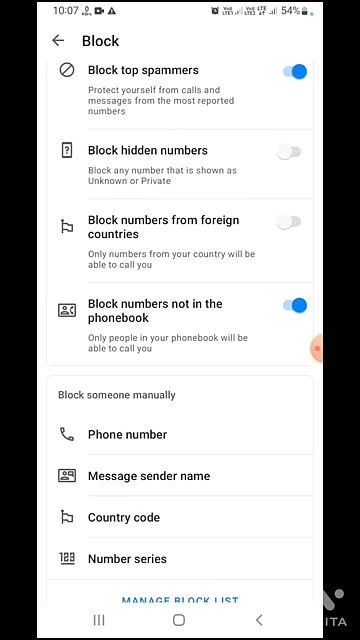 10:07
54%
Block
Block top spammers
Protect yourself from calls and
messages from the most reported
numbers
Block hidden numbers
Block any number that is shown as
Unknown or Private
Block numbers from foreign
countries
Only numbers from your country will be
able to call you
Block numbers not in the
phonebook
Only people in your phonebook will be
able to call you
Block someone manually
Phone number
Message sender name
Country code
123 Number series
MANAGE BLOCK LIST